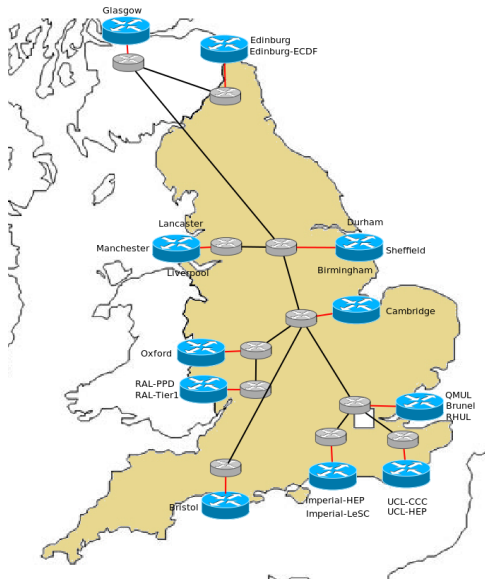 Glasgow
Edinburg
Edinburg-ECDF
Lancaster
Durham
Manchester
Sheffield
Liverpool
Birmingham
Cambridge
Oxford
RAL-PPD
RAL-Tier1
QMUL
Brunel
RHUL
Bristol
Imperial-HEP
Imperial-LeSC
UCL-CCC
UCL-HEP